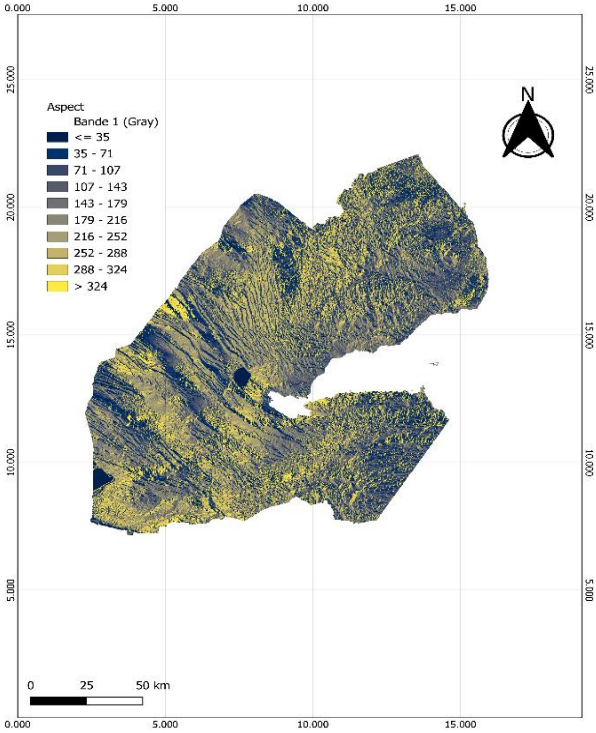 0.000 5.000 10.000 15.000
25.000 25.000
Aspect
Bande 1 (Gray)
<= 35
35 - 71
71 - 107
107 - 143
143 - 179
179 - 216
216 - 252
252 - 288
288 - 324
> 324
N
20.000 20.000
15.000 15.000
10.000 10.000
5.000 5.000
0 25 50 km
0.000 5.000 10.000 15.000